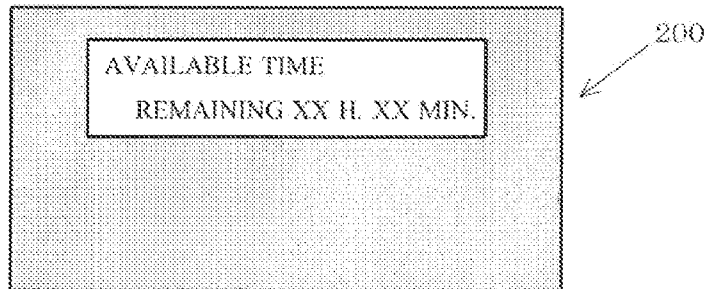 200
AVAILABLE TIME
REMAINING XX H. XX MIN.